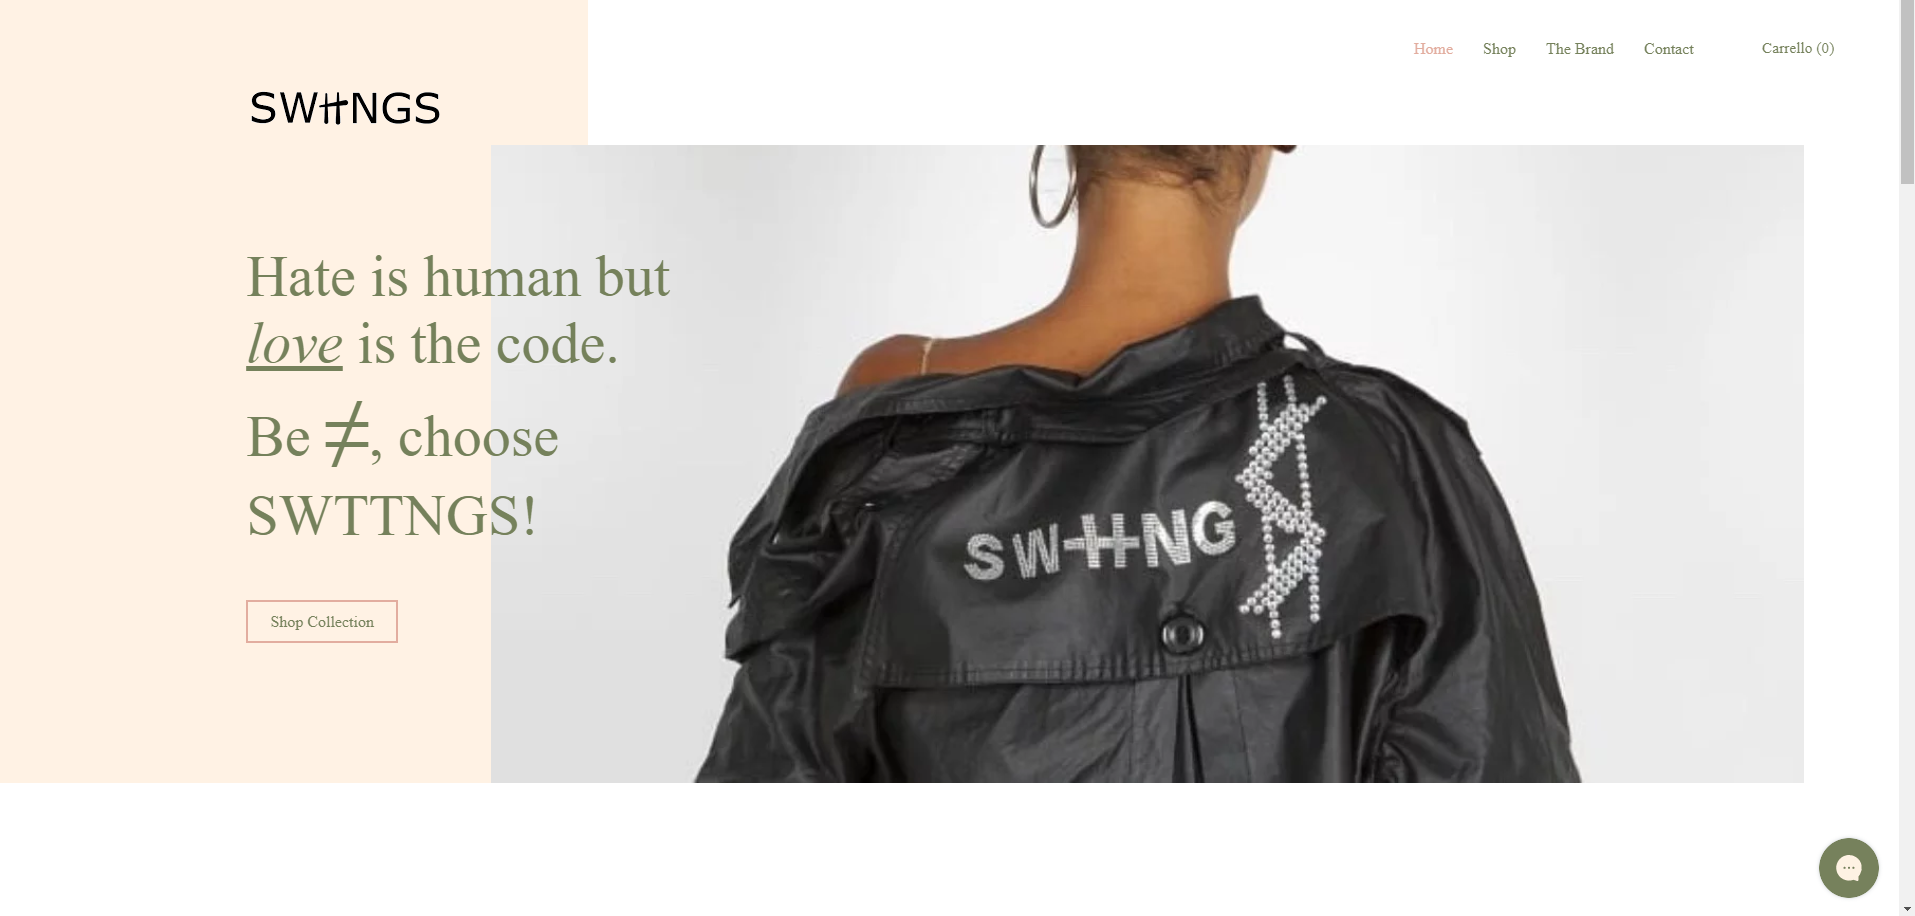 Home Shop The Brand Contact Carrello (0)
SWTTNGS
Hate is human but
love is the code.
Be ≠, choose
SWTTNGS!
SWTTNGS
Shop Collection